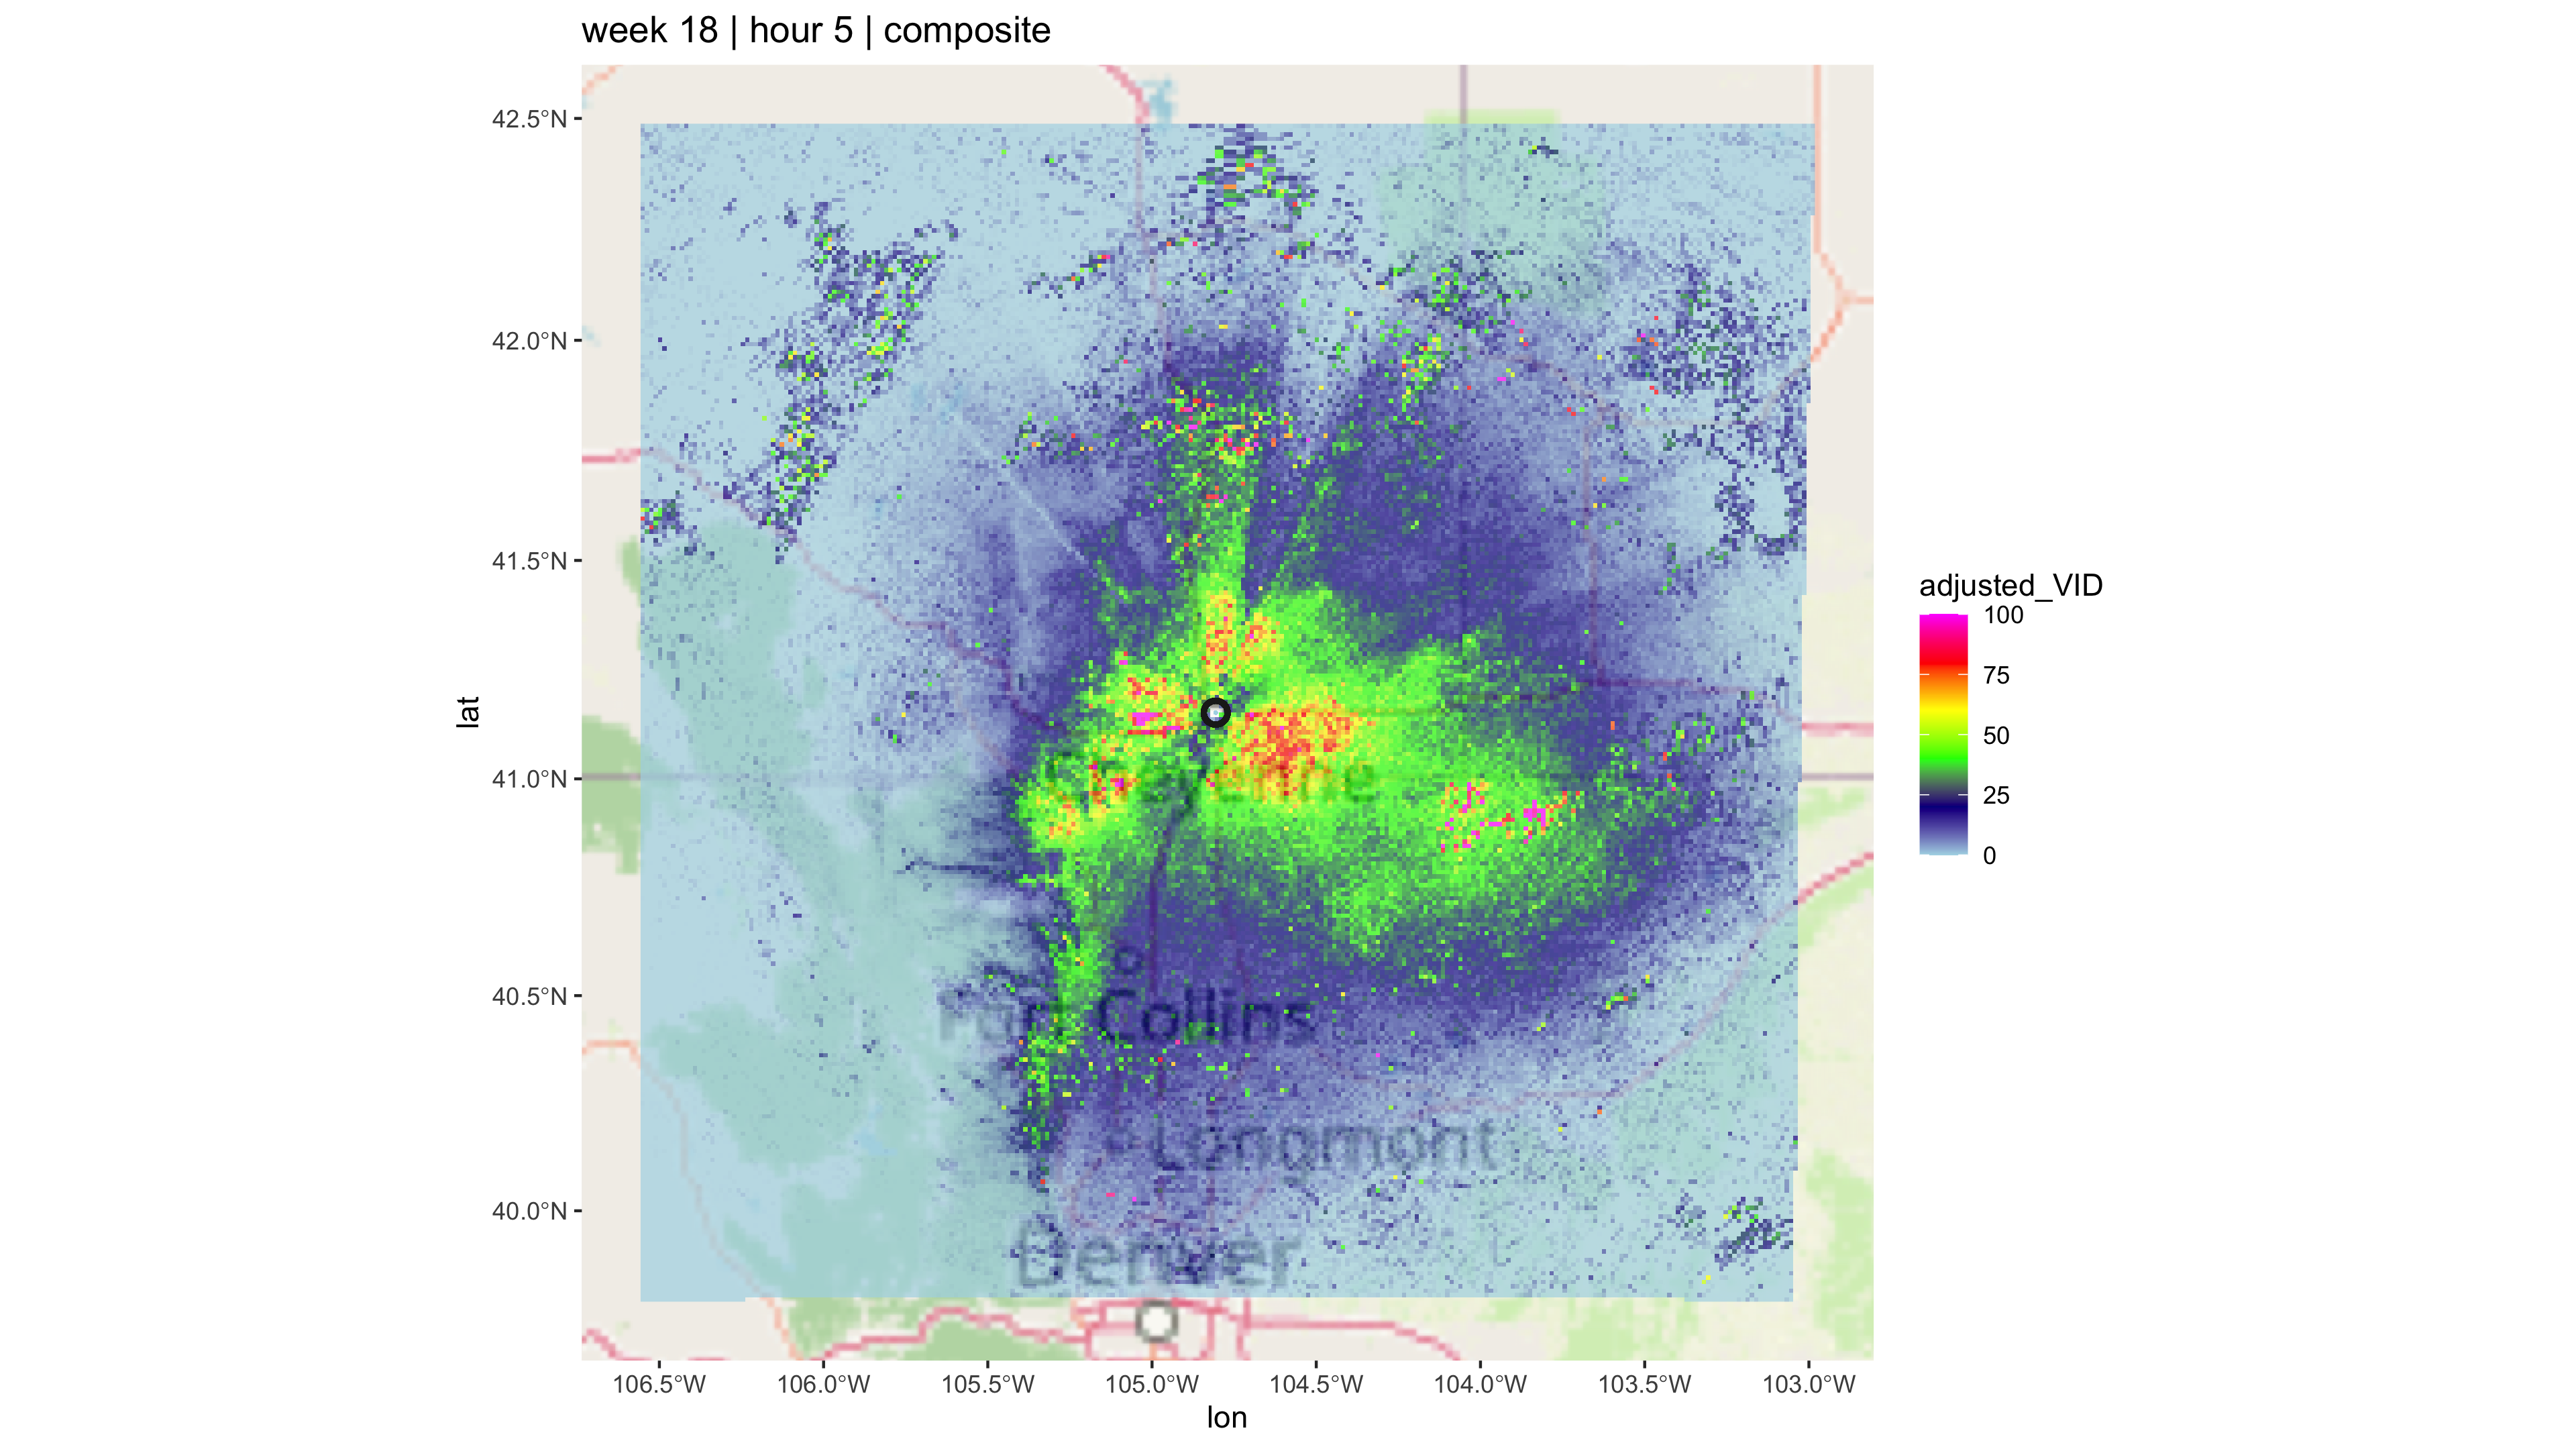 week 18 | hour 5 | composite
42.5°N
42.0°N
41.5°N
41.0°N
40.5°N
40.0°N
lat
Cheyenne
Fort Collins
Longmont
Denver
106.5°W 106.0°W 105.5°W 105.0°W 104.5°W 104.0°W 103.5°W 103.0°W
lon
adjusted_VID
100
75
50
25
0